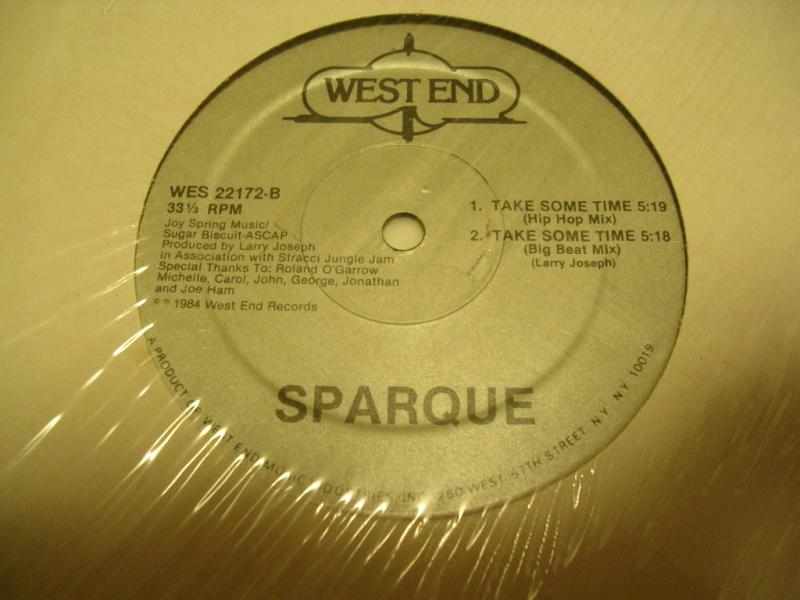 WEST END
WES 22172-B
33⅓ RPM
Joy Spring Music/
Sugar Biscuit-ASCAP
Produced by Larry Joseph
in Association with Stracci Jungle Jam
Special Thanks To: Roland O'Garrow
Michelle, Carol, John, George, Jonathan
and Joe Ham
© ℗ 1984 West End Records
1. TAKE SOME TIME 5:19
(Hip Hop Mix)
2. TAKE SOME TIME 5:18
(Big Beat Mix)
(Larry Joseph)
SPARQUE
A PRODUCT OF WEST END MUSIC INDUSTRIES, INC. 250 WEST 57TH STREET, N.Y. N.Y. 10019